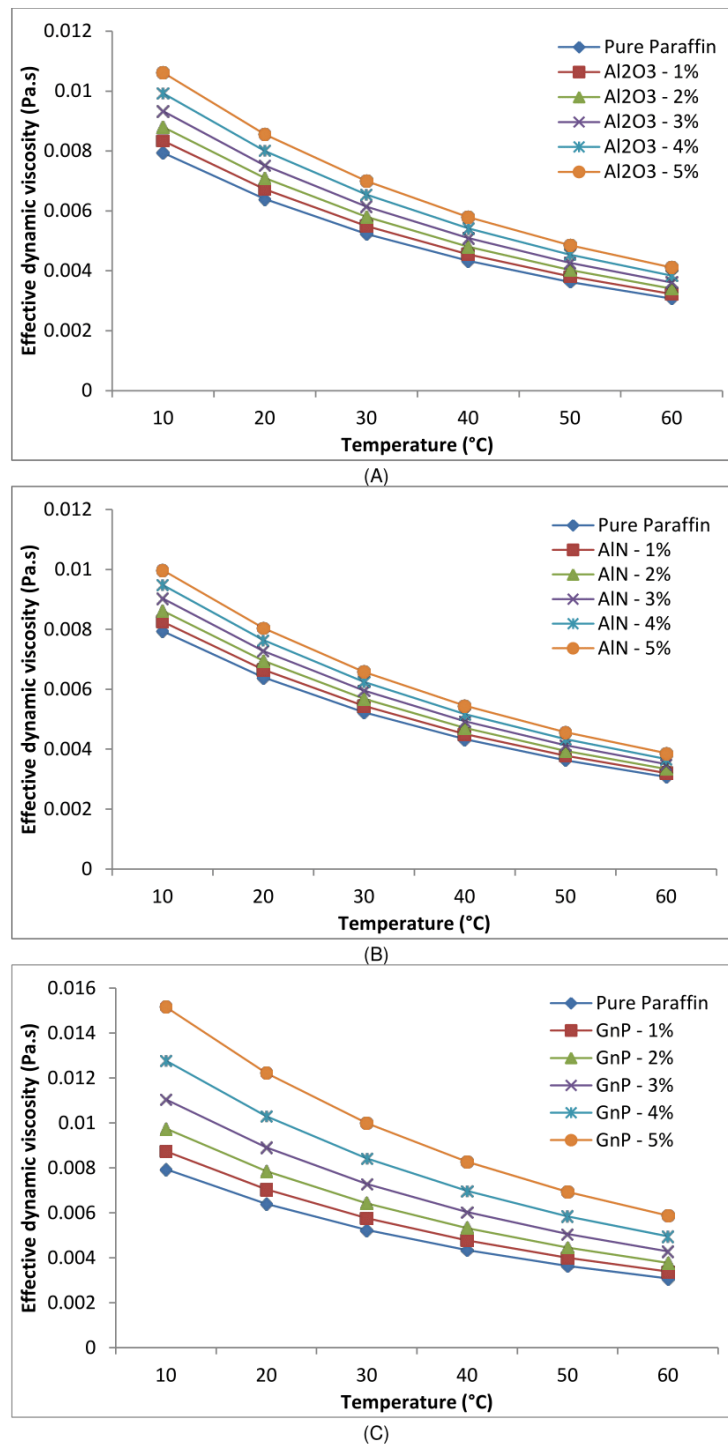 0.012
0.01
0.008
0.006
0.004
0.002
0
Effective dynamic viscosity (Pa.s)
Pure Paraffin
Al2O3 - 1%
Al2O3 - 2%
Al2O3 - 3%
Al2O3 - 4%
Al2O3 - 5%
10 20 30 40 50 60
Temperature (°C)
(A)
0.012
0.01
0.008
0.006
0.004
0.002
0
Effective dynamic viscosity (Pa.s)
Pure Paraffin
AlN - 1%
AlN - 2%
AlN - 3%
AlN - 4%
AlN - 5%
10 20 30 40 50 60
Temperature (°C)
(B)
0.016
0.014
0.012
0.01
0.008
0.006
0.004
0.002
0
Effective dynamic viscosity (Pa.s)
Pure Paraffin
GnP - 1%
GnP - 2%
GnP - 3%
GnP - 4%
GnP - 5%
10 20 30 40 50 60
Temperature (°C)
(C)